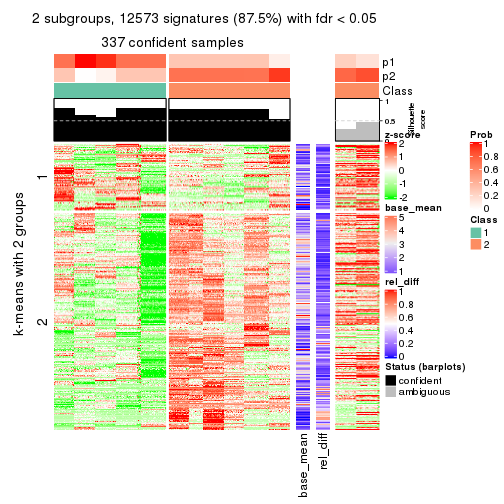 2 subgroups, 12573 signatures (87.5%) with fdr < 0.05
337 confident samples
p1
p2
Class
1
0.5
Silhouette
score
z-score
2
1
0
-1
-2
base_mean
5
4
3
2
1
rel_diff
1
0.8
0.6
0.4
0.2
0
Status (barplots)
confident
ambiguous
Prob
1
0.8
0.6
0.4
0.2
0
Class
1
2
k-means with 2 groups
1
2
base_mean
rel_diff